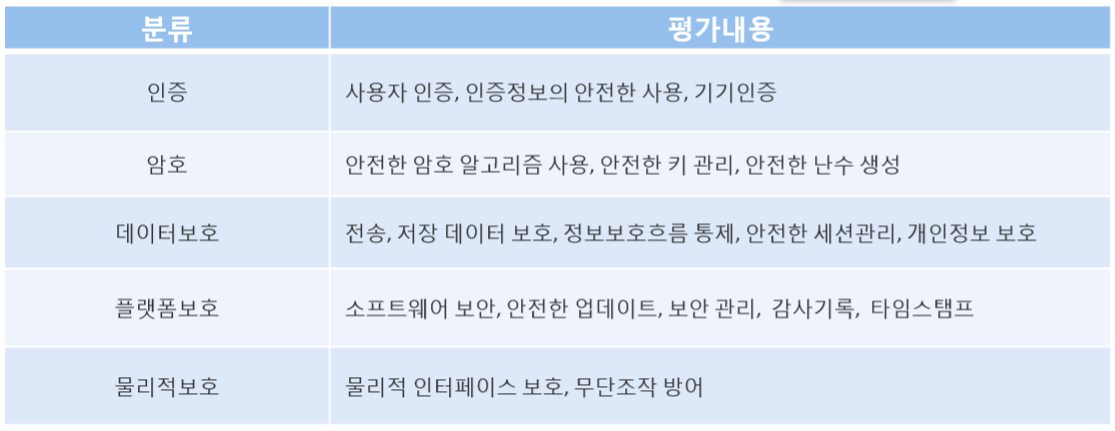 분류 평가내용
인증 사용자 인증, 인증정보의 안전한 사용, 기기인증
암호 안전한 암호 알고리즘 사용, 안전한 키 관리, 안전한 난수 생성
데이터보호 전송, 저장 데이터 보호, 정보보호흐름 통제, 안전한 세션관리, 개인정보 보호
플랫폼보호 소프트웨어 보안, 안전한 업데이트, 보안 관리, 감사기록, 타임스탬프
물리적보호 물리적 인터페이스 보호, 무단조작 방어